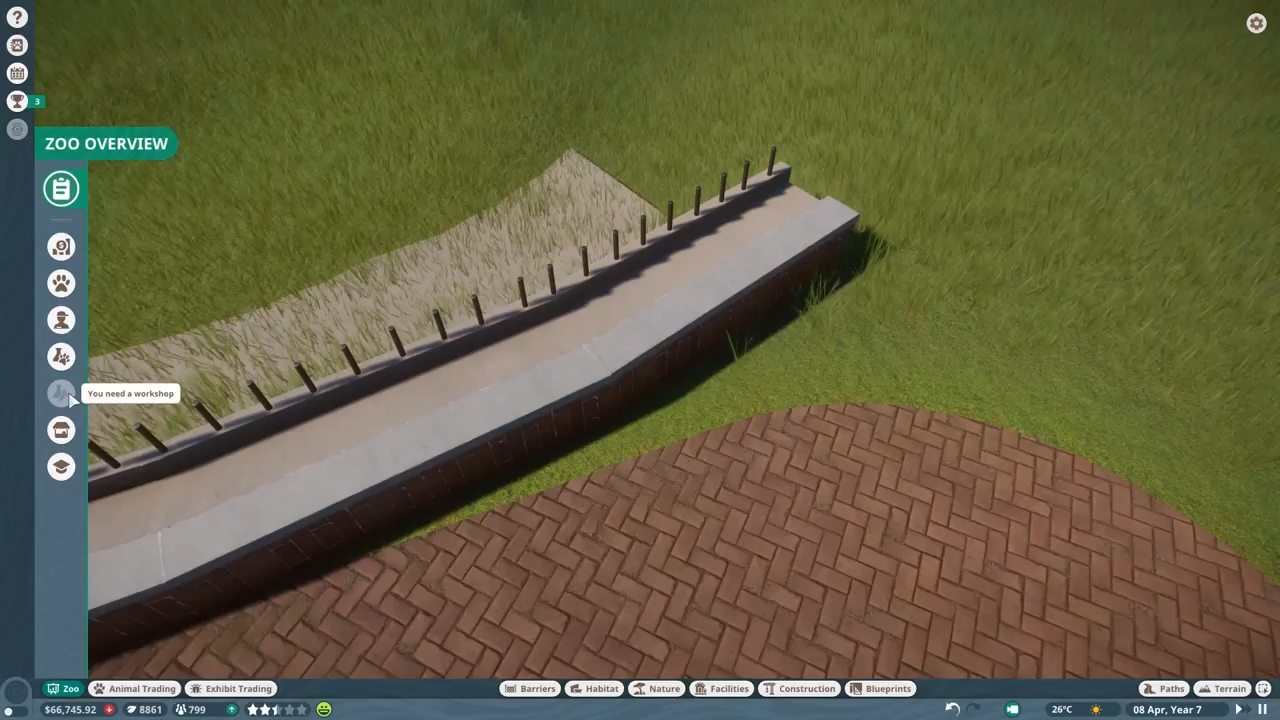 ?
3
ZOO OVERVIEW
You need a workshop
Zoo
Animal Trading
Exhibit Trading
Barriers
Habitat
Nature
Facilities
Construction
Blueprints
Paths
Terrain
$66,745.92
8861
799
26°C
08 Apr, Year 7